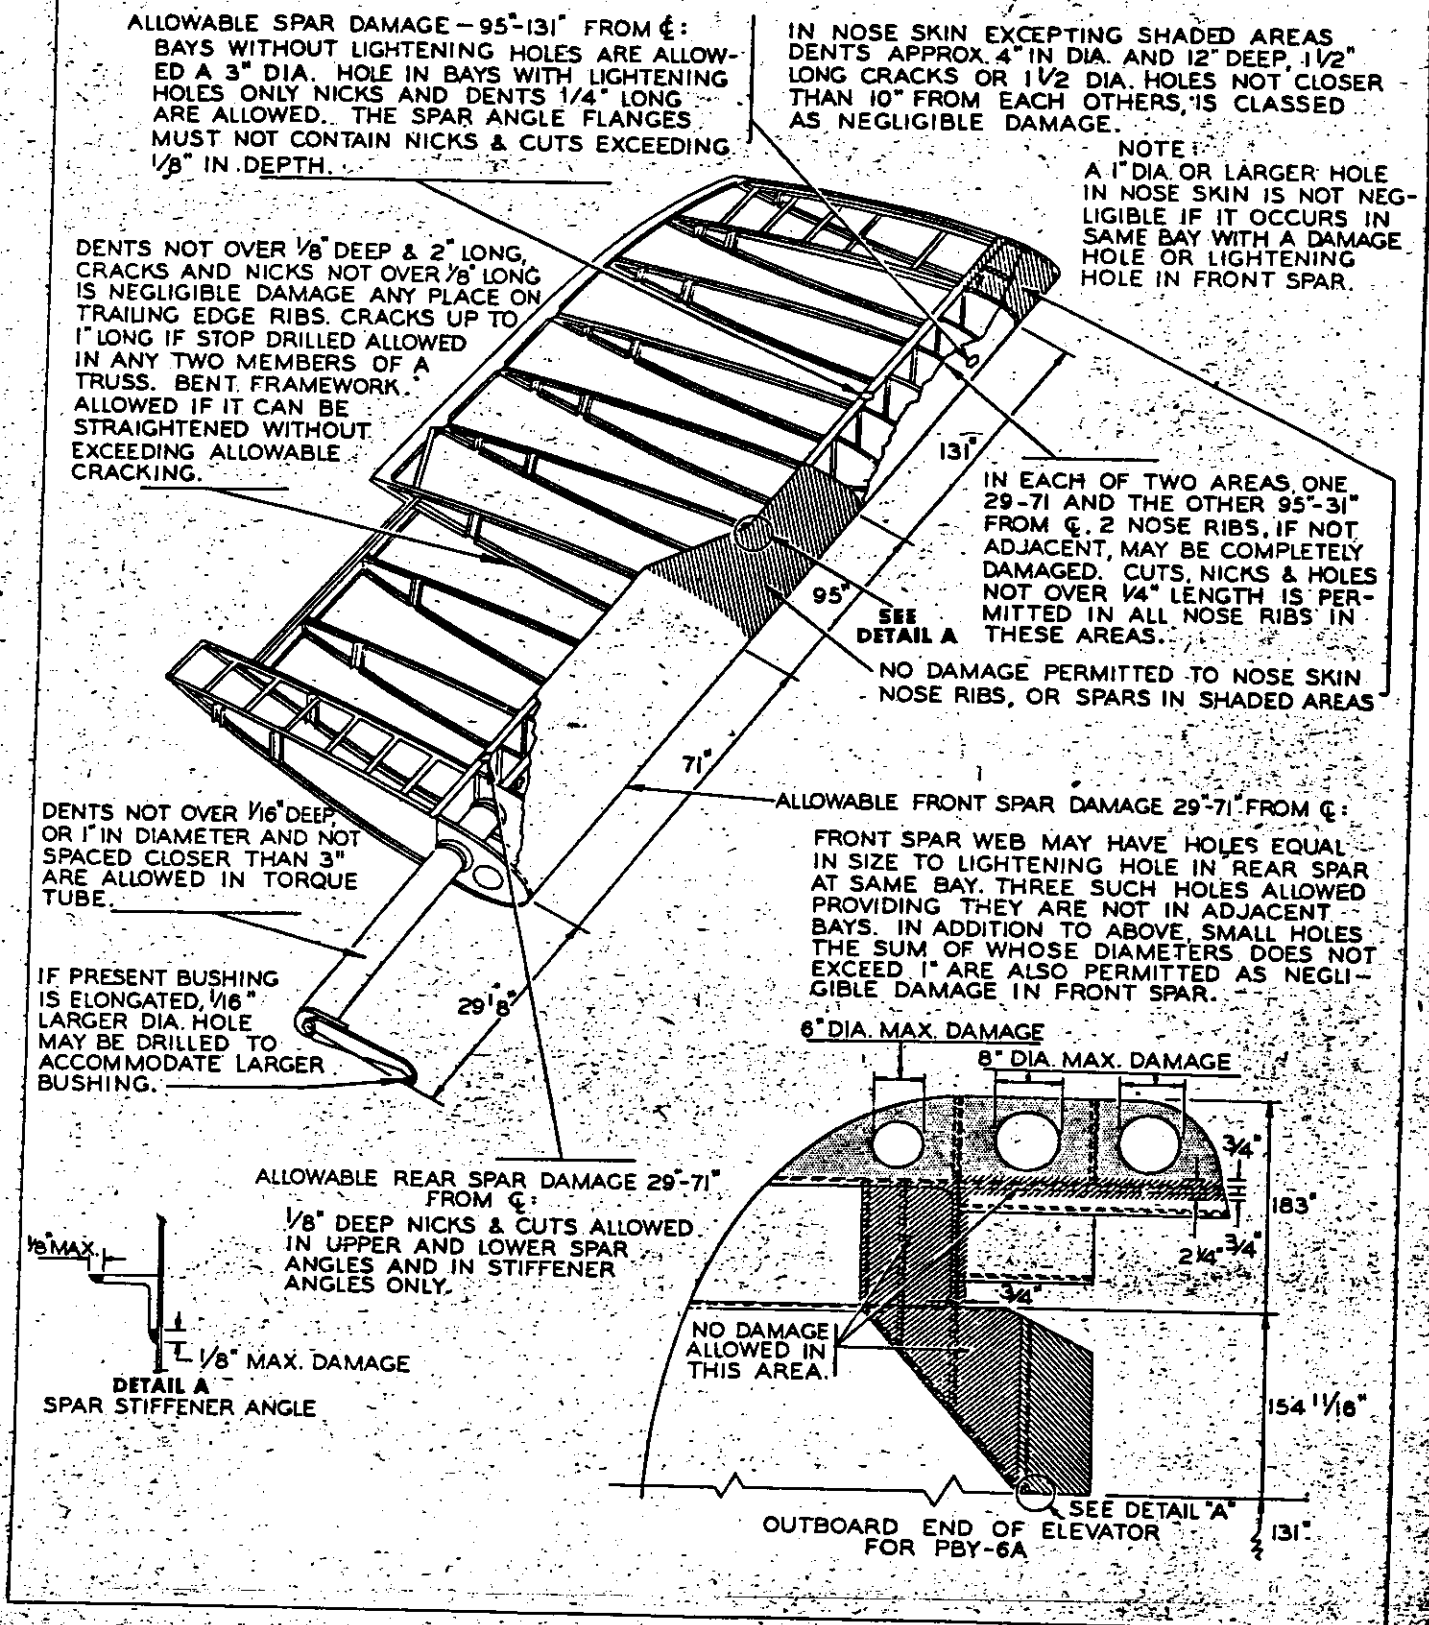 ALLOWABLE SPAR DAMAGE – 95"-131" FROM ℄:
BAYS WITHOUT LIGHTENING HOLES ARE ALLOW-
ED A 3" DIA. HOLE IN BAYS WITH LIGHTENING
HOLES ONLY NICKS AND DENTS 1/4" LONG
ARE ALLOWED. THE SPAR ANGLE FLANGES
MUST NOT CONTAIN NICKS & CUTS EXCEEDING
1/8" IN DEPTH.
IN NOSE SKIN EXCEPTING SHADED AREAS
DENTS APPROX. 4" IN DIA. AND 12" DEEP, 1 1/2"
LONG CRACKS OR 1 1/2 DIA. HOLES NOT CLOSER
THAN 10" FROM EACH OTHERS, IS CLASSED
AS NEGLIGIBLE DAMAGE.
NOTE:
A 1" DIA. OR LARGER HOLE
IN NOSE SKIN IS NOT NEG-
LIGIBLE IF IT OCCURS IN
SAME BAY WITH A DAMAGE
HOLE OR LIGHTENING
HOLE IN FRONT SPAR.
DENTS NOT OVER 1/8" DEEP & 2" LONG,
CRACKS AND NICKS NOT OVER 1/8" LONG
IS NEGLIGIBLE DAMAGE ANY PLACE ON
TRAILING EDGE RIBS. CRACKS UP TO
1" LONG IF STOP DRILLED ALLOWED
IN ANY TWO MEMBERS OF A
TRUSS. BENT FRAMEWORK
ALLOWED IF IT CAN BE
STRAIGHTENED WITHOUT
EXCEEDING ALLOWABLE
CRACKING.
131"
IN EACH OF TWO AREAS, ONE
29-71 AND THE OTHER 95"-31"
FROM ℄, 2 NOSE RIBS, IF NOT
ADJACENT, MAY BE COMPLETELY
DAMAGED. CUTS, NICKS & HOLES
NOT OVER 1/4" LENGTH IS PER-
MITTED IN ALL NOSE RIBS IN
THESE AREAS.
95"
SEE
DETAIL A
NO DAMAGE PERMITTED TO NOSE SKIN
NOSE RIBS, OR SPARS IN SHADED AREAS
71"
ALLOWABLE FRONT SPAR DAMAGE 29"-71" FROM ℄:
FRONT SPAR WEB MAY HAVE HOLES EQUAL
IN SIZE TO LIGHTENING HOLE IN REAR SPAR
AT SAME BAY. THREE SUCH HOLES ALLOWED
PROVIDING THEY ARE NOT IN ADJACENT
BAYS. IN ADDITION TO ABOVE, SMALL HOLES
THE SUM OF WHOSE DIAMETERS DOES NOT
EXCEED 1" ARE ALSO PERMITTED AS NEGLI-
GIBLE DAMAGE IN FRONT SPAR.
DENTS NOT OVER 1/16" DEEP,
OR 1" IN DIAMETER AND NOT
SPACED CLOSER THAN 3"
ARE ALLOWED IN TORQUE
TUBE.
IF PRESENT BUSHING
IS ELONGATED, 1/16"
LARGER DIA. HOLE
MAY BE DRILLED TO
ACCOMMODATE LARGER
BUSHING.
29 1/8"
6" DIA. MAX. DAMAGE
8" DIA. MAX. DAMAGE
3/4"
183"
2 1/4"
3/4"
3/4"
ALLOWABLE REAR SPAR DAMAGE 29"-71"
FROM ℄:
1/8" DEEP NICKS & CUTS ALLOWED
IN UPPER AND LOWER SPAR
ANGLES AND IN STIFFENER
ANGLES ONLY.
1/8" MAX.
1/8" MAX. DAMAGE
DETAIL A
SPAR STIFFENER ANGLE
NO DAMAGE
ALLOWED IN
THIS AREA.
154 11/16"
SEE DETAIL "A"
OUTBOARD END OF ELEVATOR
FOR PBY-6A
131"